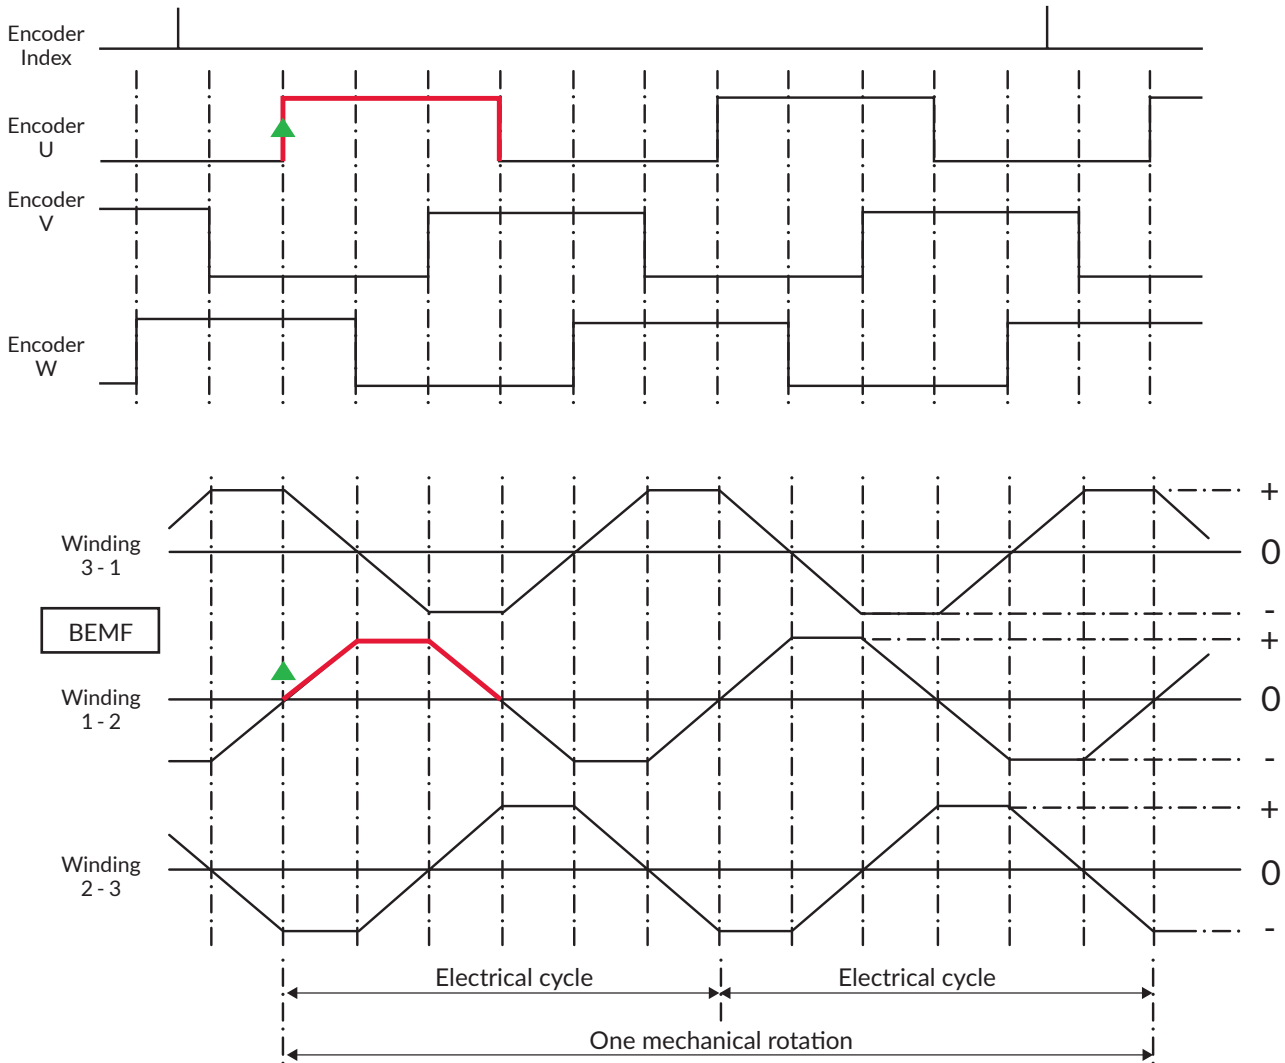 Encoder
Index
Encoder
U
Encoder
V
Encoder
W
+
Winding
3 - 1
0
-
BEMF
+
Winding
1 - 2
0
-
+
Winding
2 - 3
0
-
Electrical cycle
Electrical cycle
One mechanical rotation